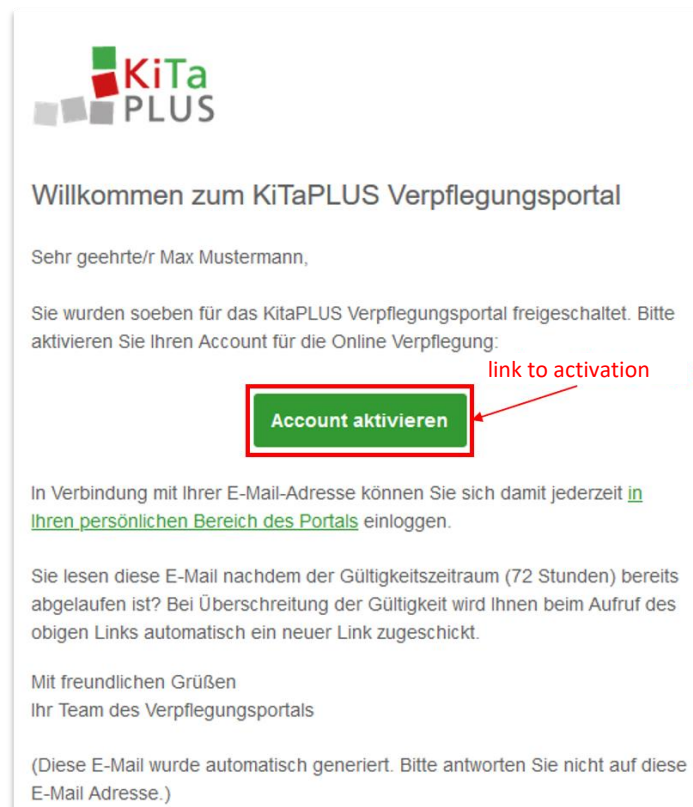 KiTa
PLUS
Willkommen zum KiTaPLUS Verpflegungsportal
Sehr geehrte/r Max Mustermann,
Sie wurden soeben für das KitaPLUS Verpflegungsportal freigeschaltet. Bitte
aktivieren Sie Ihren Account für die Online Verpflegung:
link to activation
Account aktivieren
In Verbindung mit Ihrer E-Mail-Adresse können Sie sich damit jederzeit in
Ihren persönlichen Bereich des Portals einloggen.
Sie lesen diese E-Mail nachdem der Gültigkeitszeitraum (72 Stunden) bereits
abgelaufen ist? Bei Überschreitung der Gültigkeit wird Ihnen beim Aufruf des
obigen Links automatisch ein neuer Link zugeschickt.
Mit freundlichen Grüßen
Ihr Team des Verpflegungsportals
(Diese E-Mail wurde automatisch generiert. Bitte antworten Sie nicht auf diese
E-Mail Adresse.)